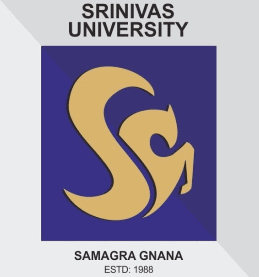 SRINIVAS
UNIVERSITY
SAMAGRA GNANA
ESTD: 1988